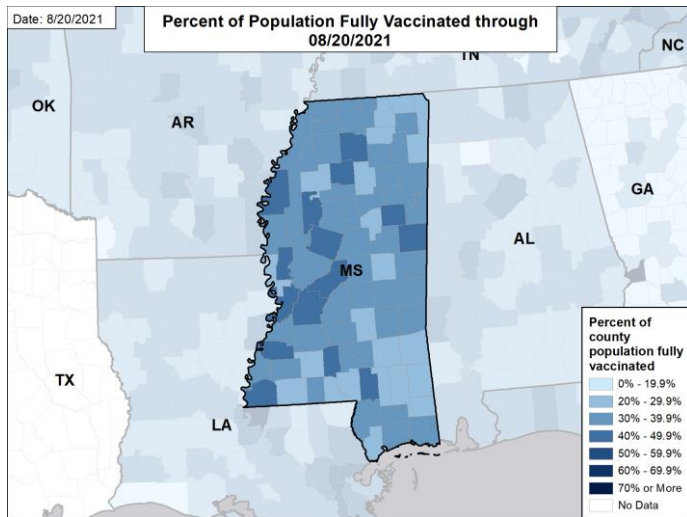 Date: 8/20/2021
Percent of Population Fully Vaccinated through
08/20/2021
TN
NC
OK
AR
GA
AL
MS
TX
LA
Percent of
county
population fully
vaccinated
0% - 19.9%
20% - 29.9%
30% - 39.9%
40% - 49.9%
50% - 59.9%
60% - 69.9%
70% or More
No Data